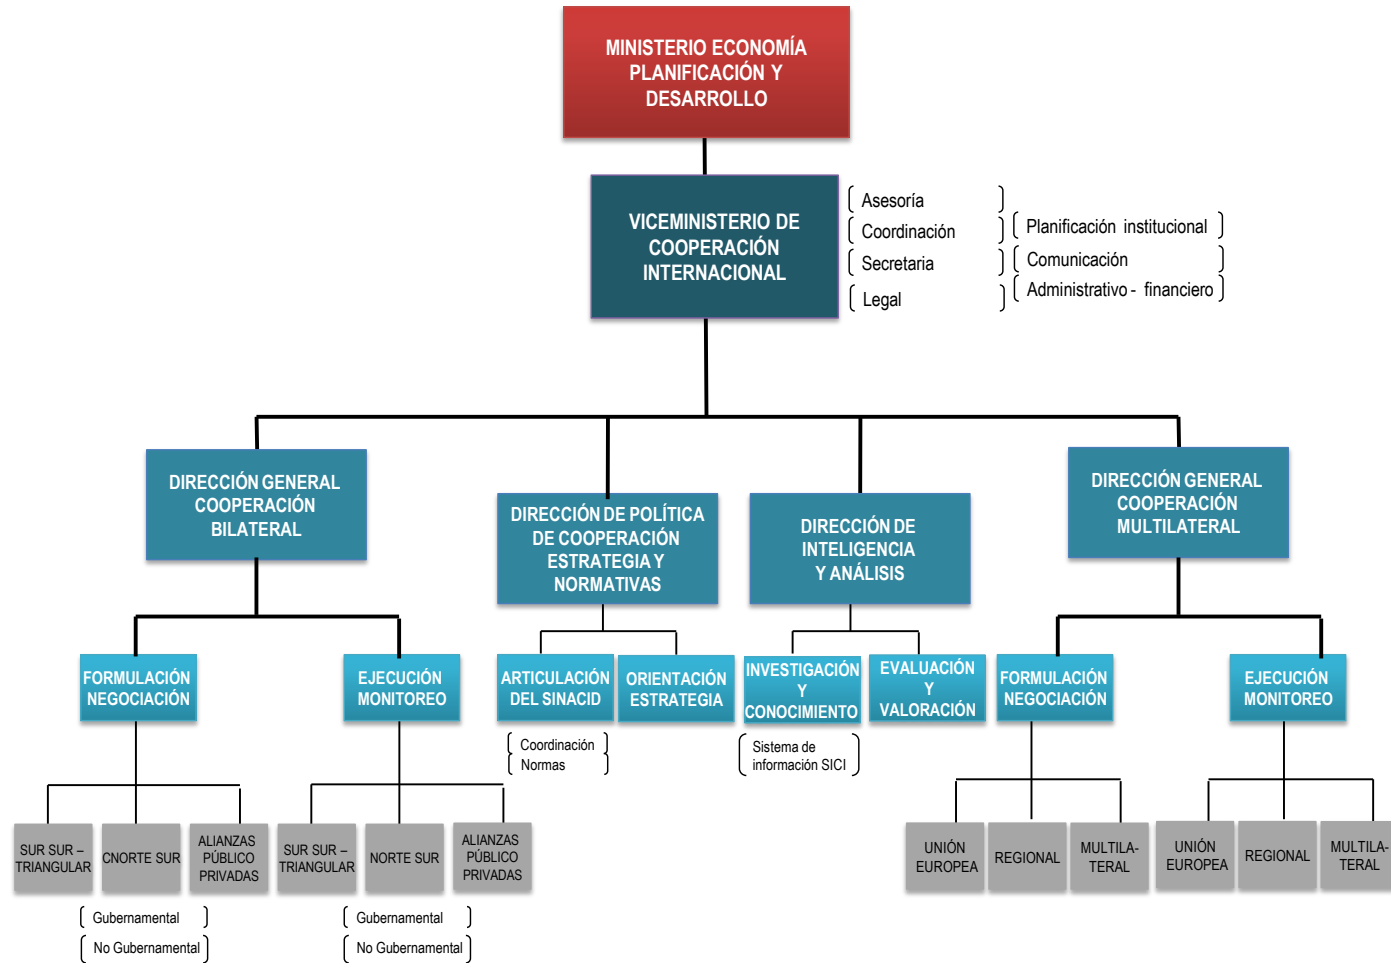 MINISTERIO ECONOMÍA
PLANIFICACIÓN Y
DESARROLLO
VICEMINISTERIO DE
COOPERACIÓN
INTERNACIONAL
Asesoría
Coordinación
Secretaria
Legal
Planificación institucional
Comunicación
Administrativo - financiero
DIRECCIÓN GENERAL
COOPERACIÓN
BILATERAL
DIRECCIÓN DE POLÍTICA
DE COOPERACIÓN
ESTRATEGIA Y
NORMATIVAS
DIRECCIÓN DE
INTELIGENCIA
Y ANÁLISIS
DIRECCIÓN GENERAL
COOPERACIÓN
MULTILATERAL
FORMULACIÓN
NEGOCIACIÓN
EJECUCIÓN
MONITOREO
ARTICULACIÓN
DEL SINACID
ORIENTACIÓN
ESTRATEGIA
INVESTIGACIÓN
Y
CONOCIMIENTO
EVALUACIÓN
Y
VALORACIÓN
FORMULACIÓN
NEGOCIACIÓN
EJECUCIÓN
MONITOREO
Coordinación
Normas
Sistema de
información SICI
SUR SUR –
TRIANGULAR
CNORTE SUR
ALIANZAS
PÚBLICO
PRIVADAS
SUR SUR –
TRIANGULAR
NORTE SUR
ALIANZAS
PÚBLICO
PRIVADAS
UNIÓN
EUROPEA
REGIONAL
MULTILA-
TERAL
UNIÓN
EUROPEA
REGIONAL
MULTILA-
TERAL
Gubernamental
No Gubernamental
Gubernamental
No Gubernamental